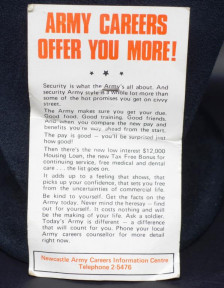 ARMY CAREERS
OFFER YOU MORE!
Security is what the Army's all about. And
security Army style is a whole lot more than
some of the hot promises you get on civvy
street.
The Army makes sure you get your due.
Good food. Good training. Good friends.
And when you compare the new pay and
benefits you're way ahead from the start.
The pay is good — you'll be surprised just
how good!
Then there's the new low interest $12,000
Housing Loan, the new Tax Free Bonus for
continuing service, free medical and dental
care . . . the list goes on.
It adds up to a feeling that shows, that
picks up your confidence, that sets you free
from the uncertainties of commercial life.
Be kind to yourself. Get the facts on the
Army today. Never mind the hearsay — find
out for yourself. It costs nothing and will
be the making of your life. Ask a soldier.
Today's Army is different — a difference
that will count for you. Phone your local
Army careers counsellor for more detail
right now.
Newcastle Army Careers Information Centre
Telephone 2-5476